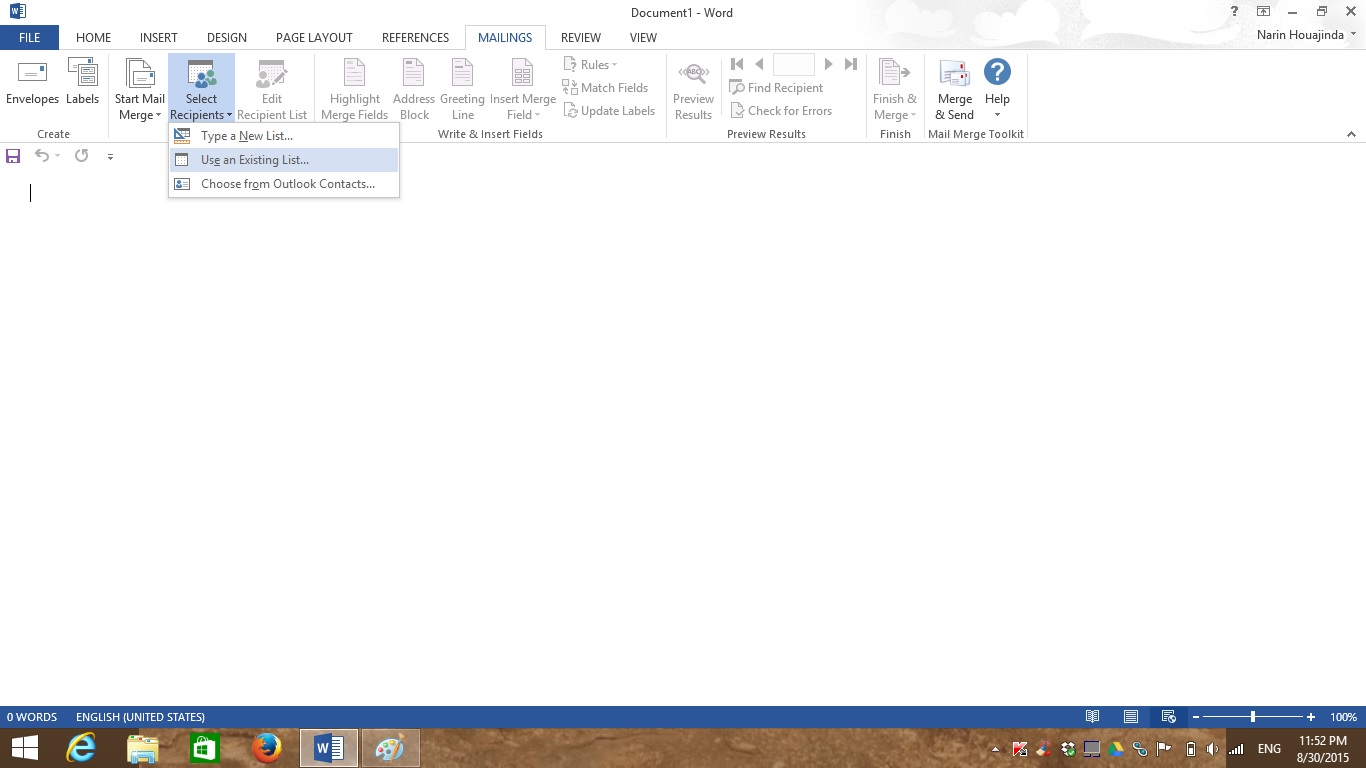 Document1 - Word
FILE HOME INSERT DESIGN PAGE LAYOUT REFERENCES MAILINGS REVIEW VIEW
Narin Houajinda
Envelopes
Labels
Create
Start Mail
Merge
Select
Recipients
Edit
Recipient List
Highlight
Merge Fields
Address
Block
Greeting
Line
Insert Merge
Field
Rules
Match Fields
Update Labels
Write & Insert Fields
Preview
Results
Find Recipient
Check for Errors
Preview Results
Finish &
Merge
Finish
Merge
& Send
Help
Mail Merge Toolkit
Type a New List...
Use an Existing List...
Choose from Outlook Contacts...
0 WORDS ENGLISH (UNITED STATES)
100%
ENG
11:52 PM
8/30/2015